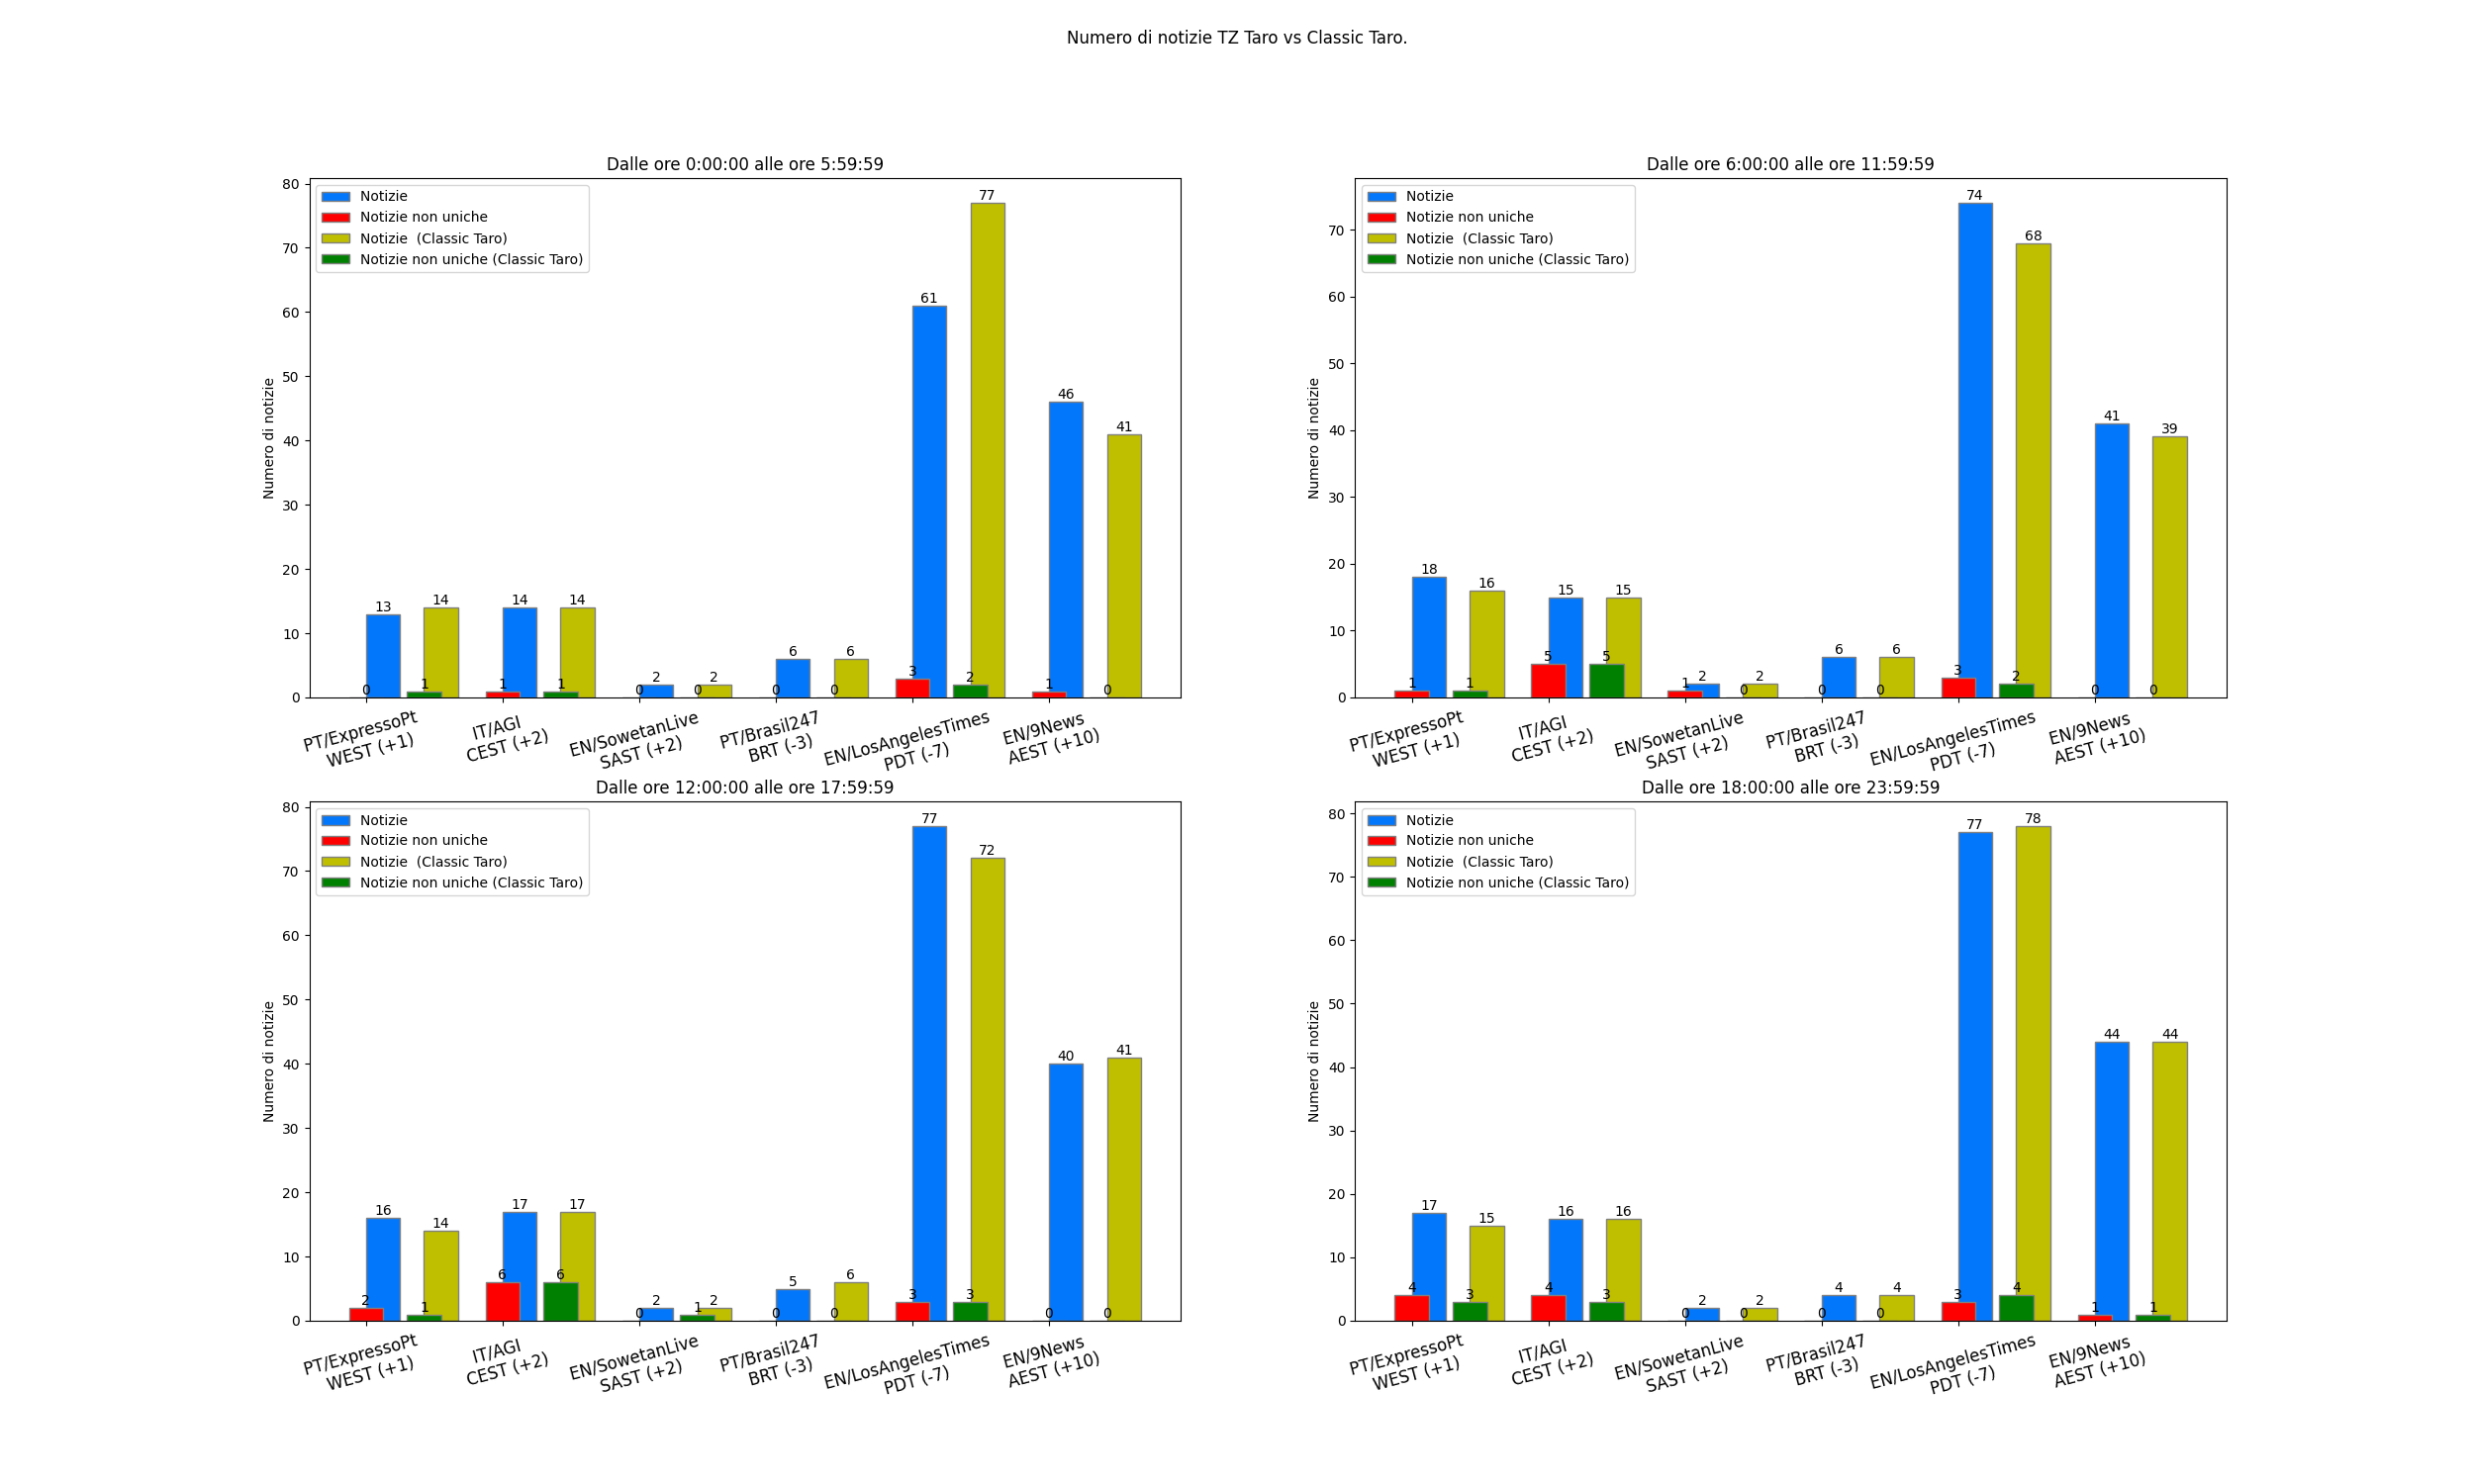 Numero di notizie TZ Taro vs Classic Taro.
Dalle ore 0:00:00 alle ore 5:59:59
Numero di notizie
80
70
60
50
40
30
20
10
0
Notizie
Notizie non uniche
Notizie  (Classic Taro)
Notizie non uniche (Classic Taro)
0 13 1 14 1 14 1 14 0 2 0 2 0 6 0 6 3 61 2 77 1 46 0 41
PT/ExpressoPt
WEST (+1)
IT/AGI
CEST (+2)
EN/SowetanLive
SAST (+2)
PT/Brasil247
BRT (-3)
EN/LosAngelesTimes
PDT (-7)
EN/9News
AEST (+10)
Dalle ore 6:00:00 alle ore 11:59:59
Numero di notizie
70
60
50
40
30
20
10
0
Notizie
Notizie non uniche
Notizie  (Classic Taro)
Notizie non uniche (Classic Taro)
1 18 1 16 5 15 5 15 1 2 0 2 0 6 0 6 3 74 2 68 0 41 0 39
PT/ExpressoPt
WEST (+1)
IT/AGI
CEST (+2)
EN/SowetanLive
SAST (+2)
PT/Brasil247
BRT (-3)
EN/LosAngelesTimes
PDT (-7)
EN/9News
AEST (+10)
Dalle ore 12:00:00 alle ore 17:59:59
Numero di notizie
80
70
60
50
40
30
20
10
0
Notizie
Notizie non uniche
Notizie  (Classic Taro)
Notizie non uniche (Classic Taro)
2 16 1 14 6 17 6 17 0 2 1 2 0 5 0 6 3 77 3 72 0 40 0 41
PT/ExpressoPt
WEST (+1)
IT/AGI
CEST (+2)
EN/SowetanLive
SAST (+2)
PT/Brasil247
BRT (-3)
EN/LosAngelesTimes
PDT (-7)
EN/9News
AEST (+10)
Dalle ore 18:00:00 alle ore 23:59:59
Numero di notizie
80
70
60
50
40
30
20
10
0
Notizie
Notizie non uniche
Notizie  (Classic Taro)
Notizie non uniche (Classic Taro)
4 17 3 15 4 16 3 16 0 2 0 2 0 4 0 4 3 77 4 78 1 44 1 44
PT/ExpressoPt
WEST (+1)
IT/AGI
CEST (+2)
EN/SowetanLive
SAST (+2)
PT/Brasil247
BRT (-3)
EN/LosAngelesTimes
PDT (-7)
EN/9News
AEST (+10)